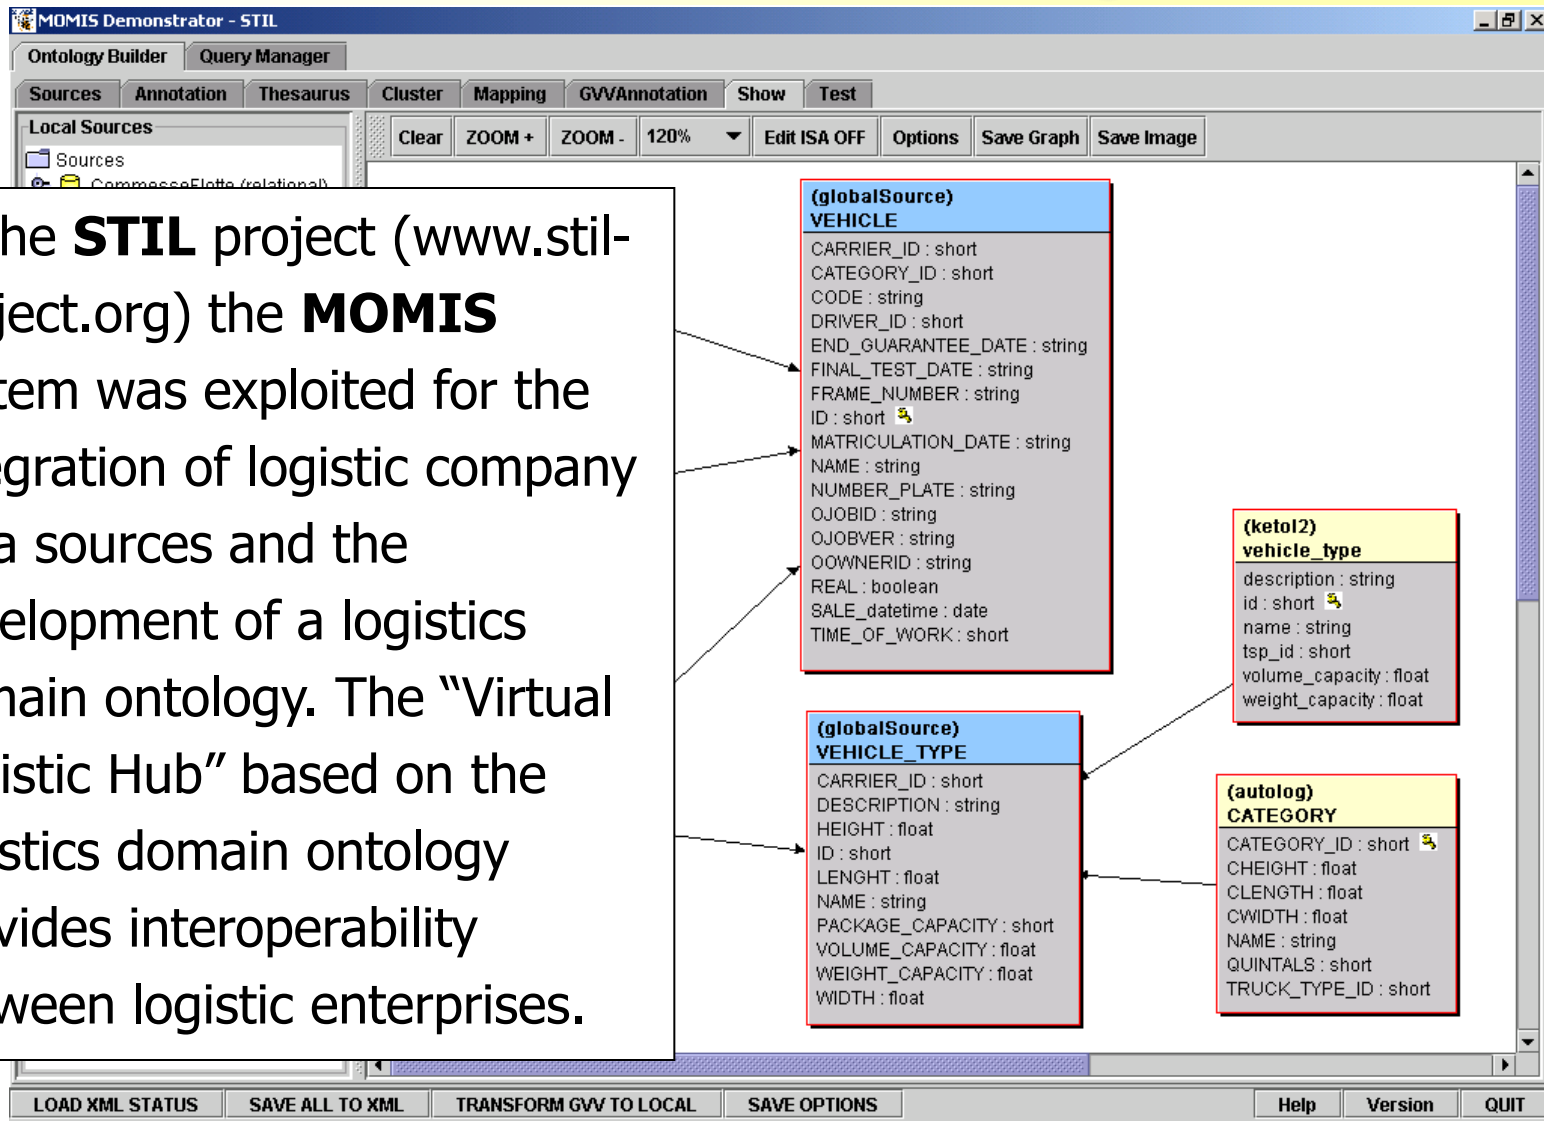 MOMIS Demonstrator - STIL
Ontology Builder Query Manager
Sources Annotation Thesaurus Cluster Mapping GVVAnnotation Show Test
Local Sources
Sources
CommesseFlotte (relational)
Clear ZOOM + ZOOM - 120% Edit ISA OFF Options Save Graph Save Image
he STIL project (www.stil-
ject.org) the MOMIS
tem was exploited for the
egration of logistic company
a sources and the
elopment of a logistics
main ontology. The “Virtual
istic Hub” based on the
stics domain ontology
vides interoperability
ween logistic enterprises.
(globalSource)
VEHICLE
CARRIER_ID : short
CATEGORY_ID : short
CODE : string
DRIVER_ID : short
END_GUARANTEE_DATE : string
FINAL_TEST_DATE : string
FRAME_NUMBER : string
ID : short
MATRICULATION_DATE : string
NAME : string
NUMBER_PLATE : string
OJOBID : string
OJOBVER : string
OOWNERID : string
REAL : boolean
SALE_datetime : date
TIME_OF_WORK : short
(globalSource)
VEHICLE_TYPE
CARRIER_ID : short
DESCRIPTION : string
HEIGHT : float
ID : short
LENGHT : float
NAME : string
PACKAGE_CAPACITY : short
VOLUME_CAPACITY : float
WEIGHT_CAPACITY : float
WIDTH : float
(ketol2)
vehicle_type
description : string
id : short
name : string
tsp_id : short
volume_capacity : float
weight_capacity : float
(autolog)
CATEGORY
CATEGORY_ID : short
CHEIGHT : float
CLENGTH : float
CWIDTH : float
NAME : string
QUINTALS : short
TRUCK_TYPE_ID : short
LOAD XML STATUS SAVE ALL TO XML TRANSFORM GVV TO LOCAL SAVE OPTIONS Help Version QUIT